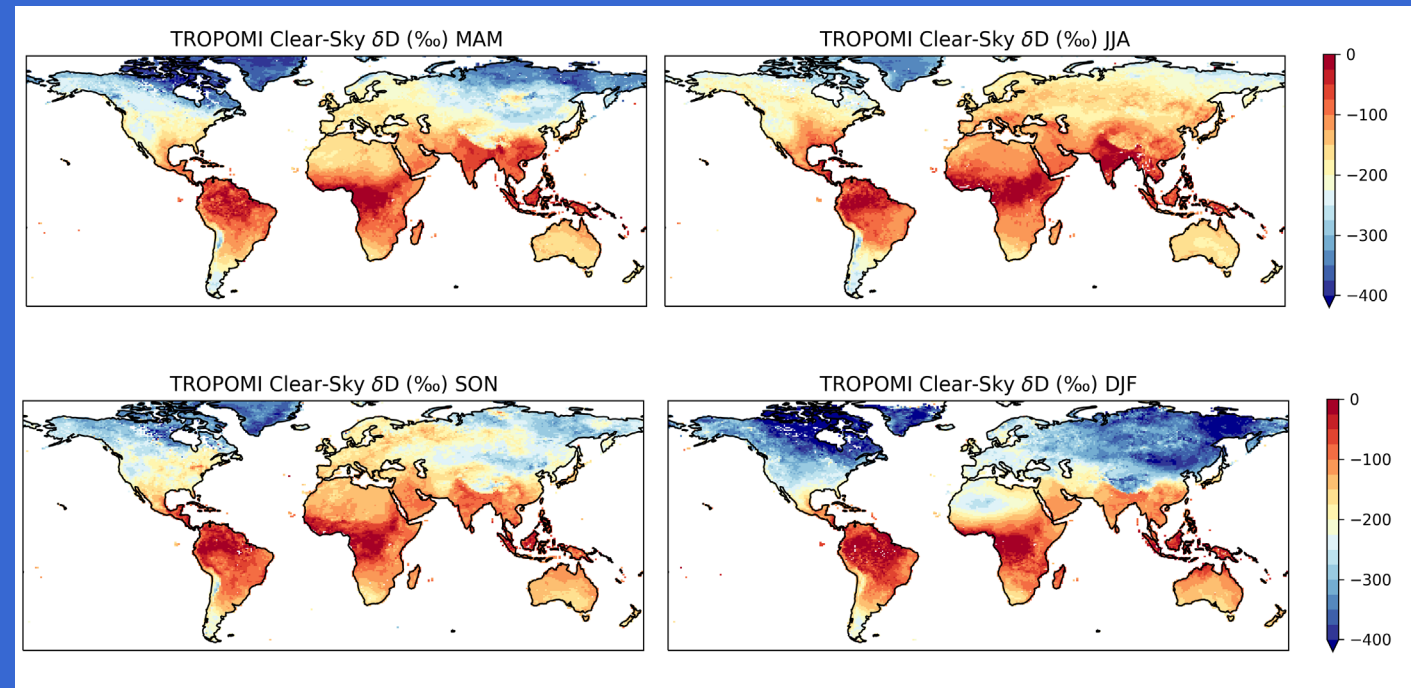 TROPOMI Clear-Sky δD (‰) MAM
TROPOMI Clear-Sky δD (‰) JJA
0
−100
−200
−300
−400
TROPOMI Clear-Sky δD (‰) SON
TROPOMI Clear-Sky δD (‰) DJF
0
−100
−200
−300
−400